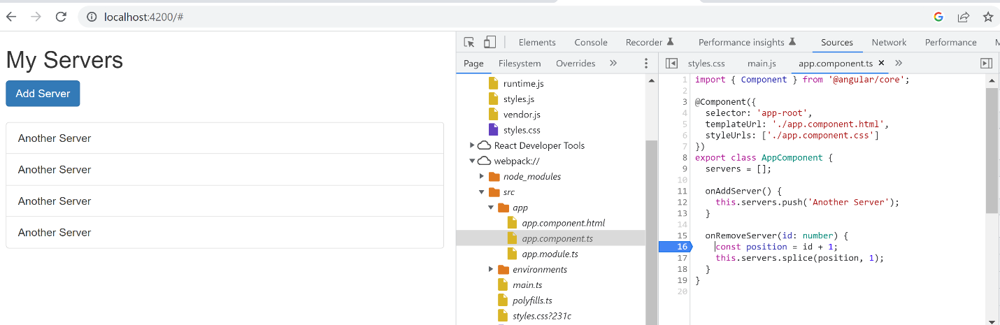 localhost:4200/#
My Servers
Add Server
Another Server
Another Server
Another Server
Another Server
Elements Console Recorder Performance insights Sources Network Performance M
Page Filesystem Overrides »
runtime.js
styles.js
vendor.js
styles.css
React Developer Tools
webpack://
node_modules
src
app
app.component.html
app.component.ts
app.module.ts
environments
main.ts
polyfills.ts
styles.css?231c
styles.css main.js app.component.ts × »
1 import { Component } from '@angular/core';
2
3 @Component({
4 selector: 'app-root',
5 templateUrl: './app.component.html',
6 styleUrls: ['./app.component.css']
7 })
8 export class AppComponent {
9 servers = [];
10
11 onAddServer() {
12 this.servers.push('Another Server');
13 }
14
15 onRemoveServer(id: number) {
16 const position = id + 1;
17 this.servers.splice(position, 1);
18 }
19 }
20